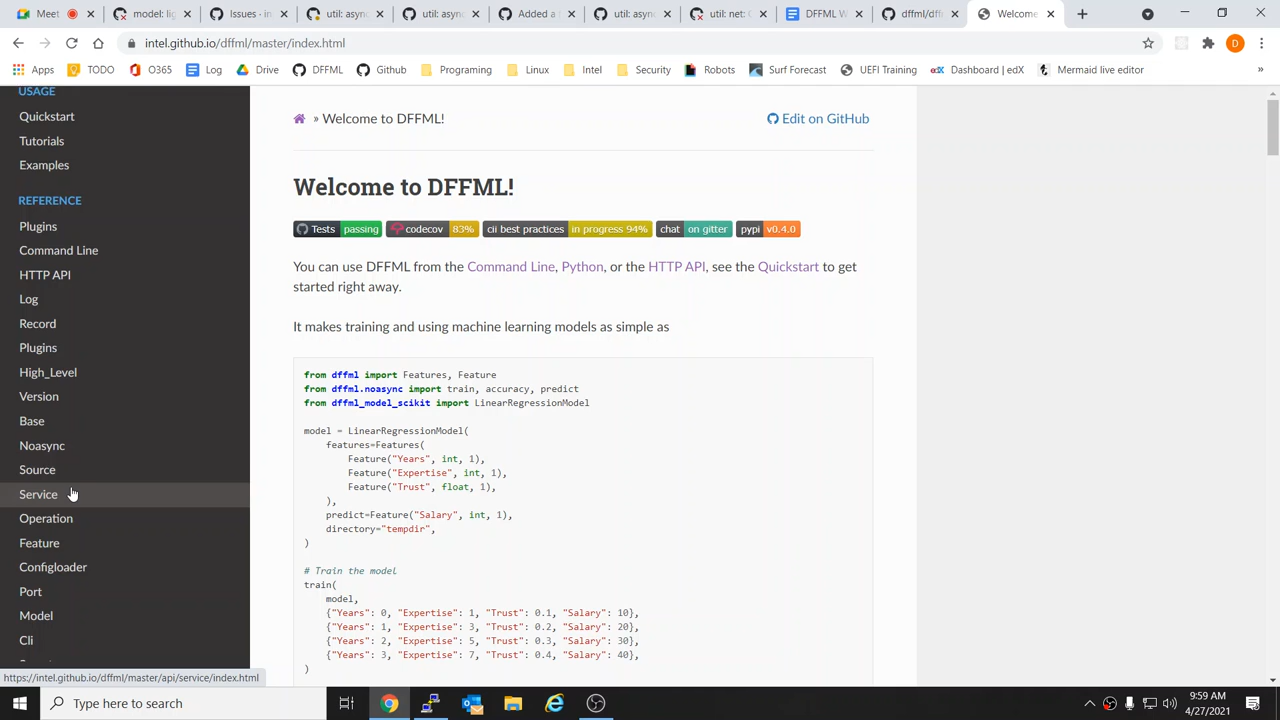 Meet
model: lig
Issues - in
util: async
util: async
Added a f
util: async
util: net: C
DFFML W
dffml/dffr
Welcome
intel.github.io/dffml/master/index.html
Apps TODO O365 Log Drive DFFML Github Programing Linux Intel Security Robots Surf Forecast UEFI Training edX Dashboard | edX Mermaid live editor »
USAGE
Quickstart
Tutorials
Examples
REFERENCE
Plugins
Command Line
HTTP API
Log
Record
Plugins
High_Level
Version
Base
Noasync
Source
Service
Operation
Feature
Configloader
Port
Model
Cli
https://intel.github.io/dffml/master/api/service/index.html
» Welcome to DFFML!
Edit on GitHub
Welcome to DFFML!
Tests passing codecov 83% cii best practices in progress 94% chat on gitter pypi v0.4.0
You can use DFFML from the Command Line, Python, or the HTTP API, see the Quickstart to get
started right away.
It makes training and using machine learning models as simple as
from dffml import Features, Feature
from dffml.noasync import train, accuracy, predict
from dffml_model_scikit import LinearRegressionModel
model = LinearRegressionModel(
features=Features(
Feature("Years", int, 1),
Feature("Expertise", int, 1),
Feature("Trust", float, 1),
),
predict=Feature("Salary", int, 1),
directory="tempdir",
)
# Train the model
train(
model,
{"Years": 0, "Expertise": 1, "Trust": 0.1, "Salary": 10},
{"Years": 1, "Expertise": 3, "Trust": 0.2, "Salary": 20},
{"Years": 2, "Expertise": 5, "Trust": 0.3, "Salary": 30},
{"Years": 3, "Expertise": 7, "Trust": 0.4, "Salary": 40},
)
Type here to search
9:59 AM
4/27/2021